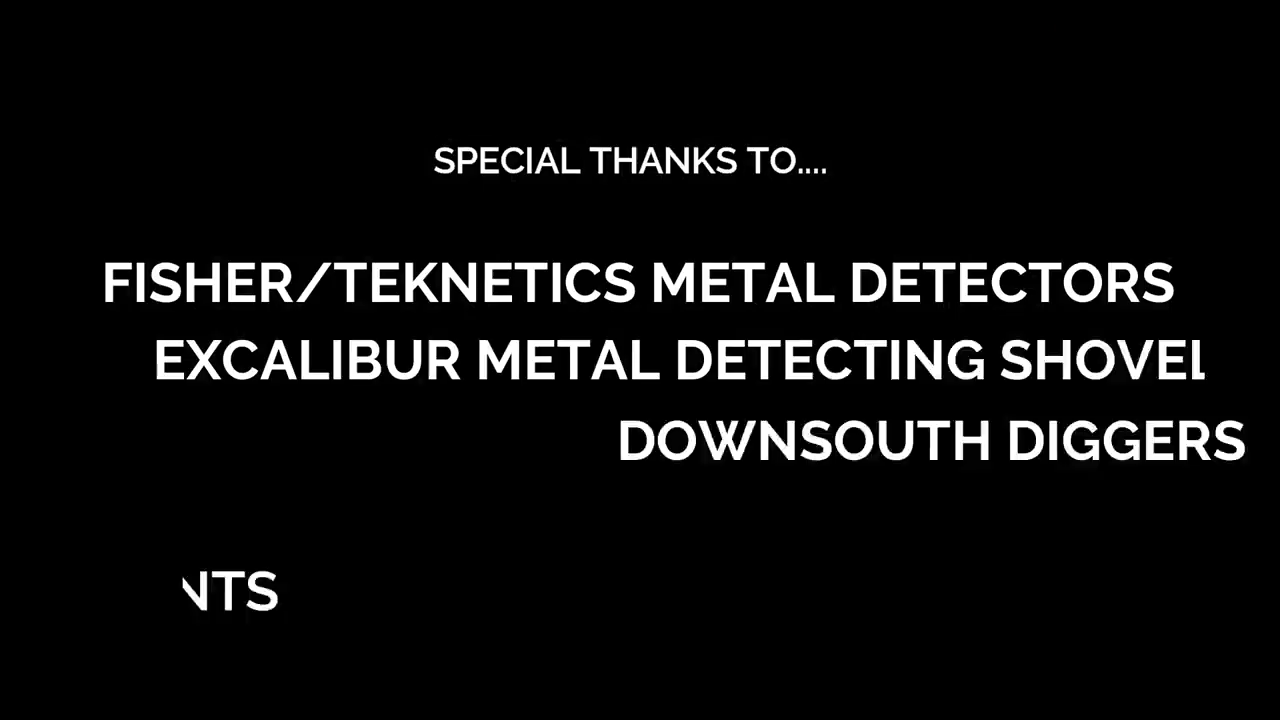 SPECIAL THANKS TO....
FISHER/TEKNETICS METAL DETECTORS
EXCALIBUR METAL DETECTING SHOVEL
DOWNSOUTH DIGGERS
NTS